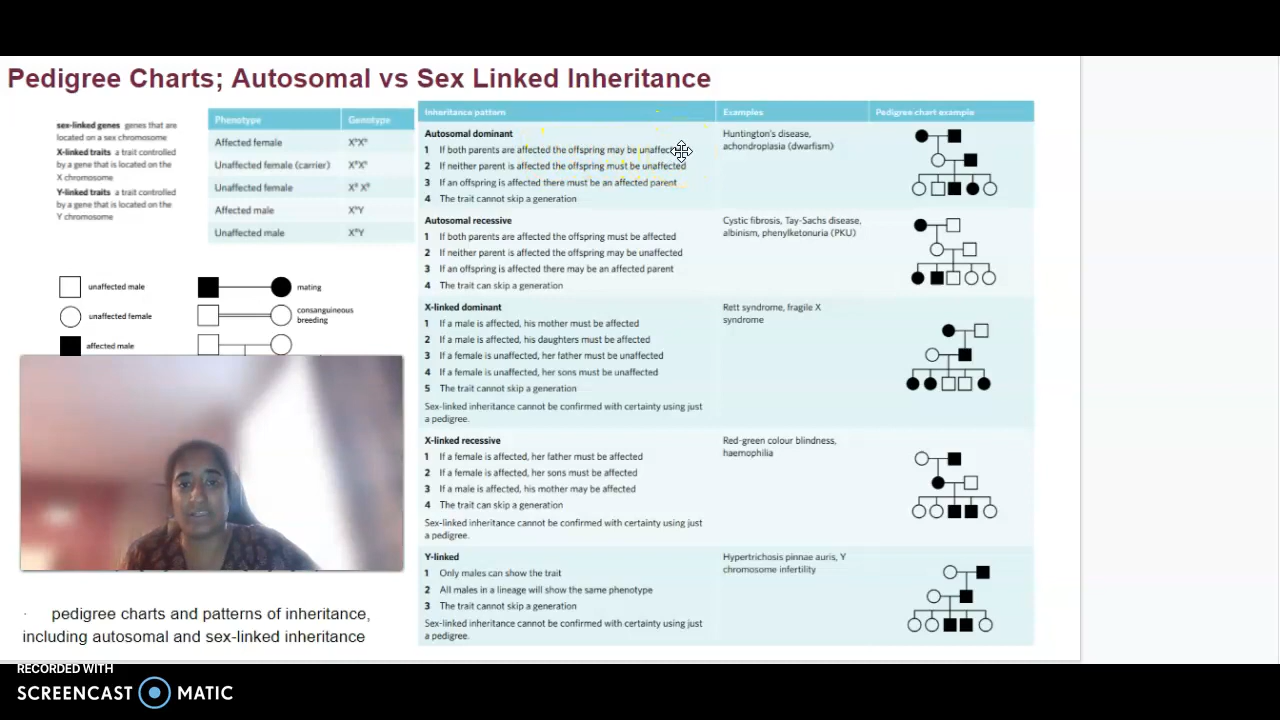 Pedigree Charts; Autosomal vs Sex Linked Inheritance
sex-linked genes genes that are
located on a sex chromosome
X-linked traits a trait controlled
by a gene that is located on the
X chromosome
Y-linked traits a trait controlled
by a gene that is located on the
Y chromosome
Phenotype Genotype
Affected female
Unaffected female (carrier)
Unaffected female
Affected male
Unaffected male
unaffected male
mating
unaffected female
consanguineous
breeding
affected male
pedigree charts and patterns of inheritance,
including autosomal and sex-linked inheritance
Inheritance pattern Examples Pedigree chart example
Autosomal dominant
1 If both parents are affected the offspring may be
2 If neither parent is affected the offspring must be unaffected
3 If an offspring is affected there must be an affected parent
4 The trait cannot skip a generation
Huntington's disease,
achondroplasia (dwarfism)
Autosomal recessive
1 If both parents are affected the offspring must be affected
2 If neither parent is affected the offspring may be unaffected
3 If an offspring is affected there may be an affected parent
4 The trait can skip a generation
Cystic fibrosis, Tay-Sachs disease,
albinism, phenylketonuria (PKU)
X-linked dominant
1 If a male is affected, his mother must be affected
2 If a male is affected, his daughters must be affected
3 If a female is unaffected, her father must be unaffected
4 If a female is unaffected, her sons must be unaffected
5 The trait cannot skip a generation
Sex-linked inheritance cannot be confirmed with certainty using just
a pedigree.
Rett syndrome, fragile X
syndrome
X-linked recessive
1 If a female is affected, her father must be affected
2 If a female is affected, her sons must be affected
3 If a male is affected, his mother may be affected
4 The trait can skip a generation
Sex-linked inheritance cannot be confirmed with certainty using just
a pedigree.
Red-green colour blindness,
haemophilia
Y-linked
1 Only males can show the trait
2 All males in a lineage will show the same phenotype
3 The trait cannot skip a generation
Sex-linked inheritance cannot be confirmed with certainty using just
a pedigree.
Hypertrichosis pinnae auris, Y
chromosome infertility
RECORDED WITH
SCREENCAST MATIC